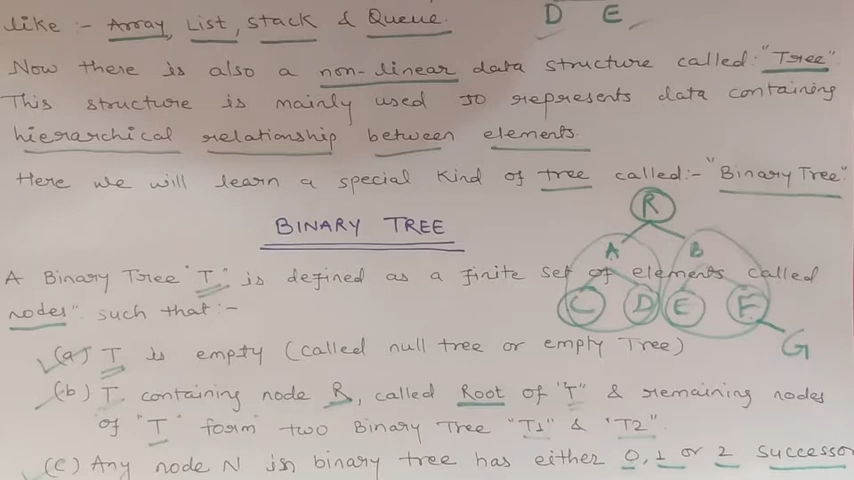 like :- Array, List, Stack & Queue.
D E
Now there is also a non-linear data structure called: "Tree"
This structure is mainly used to represents data containing
hierarchical relationship between elements.
Here we will learn a special kind of tree called:- "Binary Tree".
BINARY TREE
R
A B
C D E F
G
A Binary Tree "T" is defined as a finite set of elements called
nodes" such that :-
(a) T is empty (called null tree or empty Tree)
(b) T containing node R, called Root of "T" & remaining nodes
of "T" form two Binary Tree "T1" & "T2".
(c) Any node N in binary tree has either 0, 1 or 2 successor